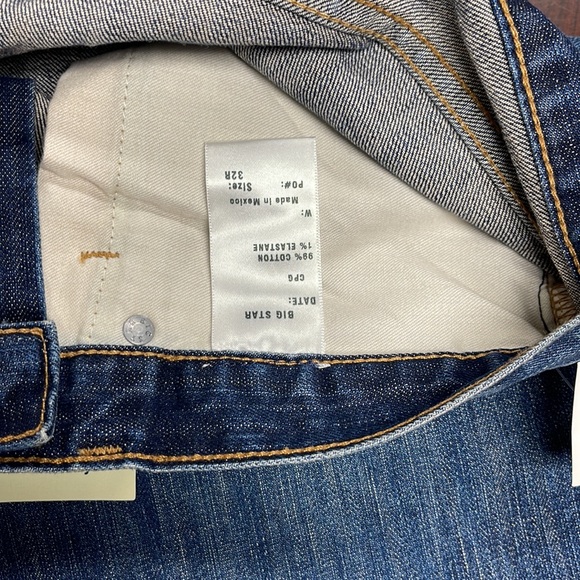 BIG STAR
DATE:
CPG
99% COTTON
1% ELASTANE
W:
Made in Mexico
PO#:
Size: 32R